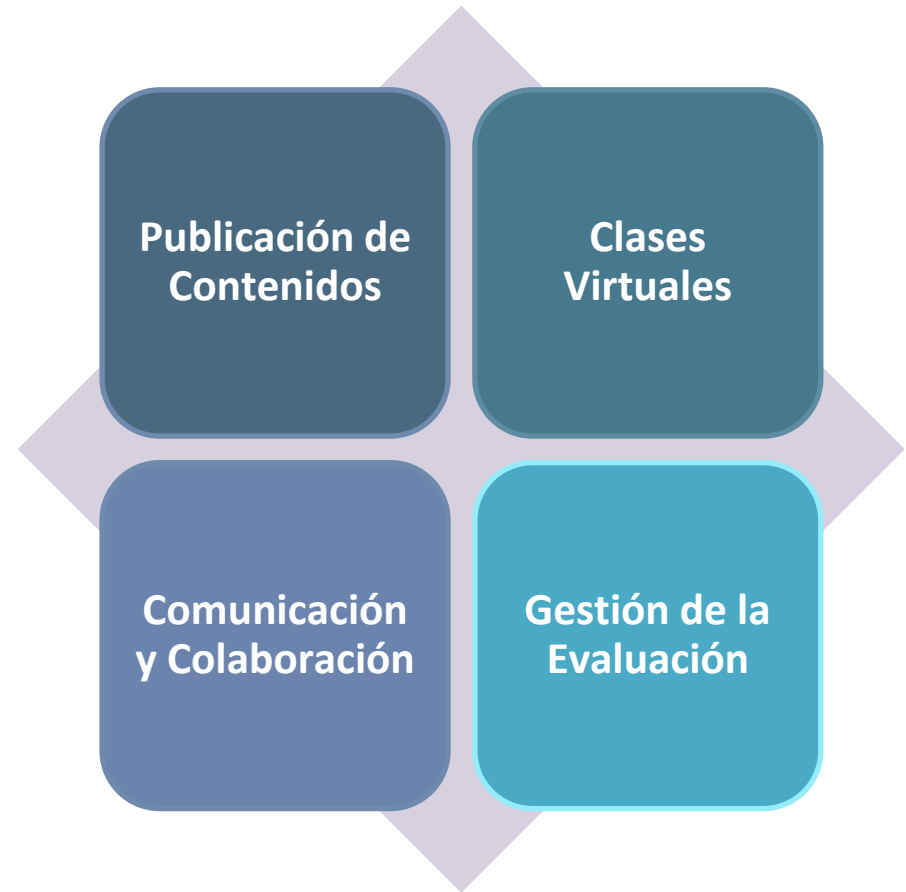 Publicación de
Contenidos
Clases
Virtuales
Comunicación
y Colaboración
Gestión de la
Evaluación